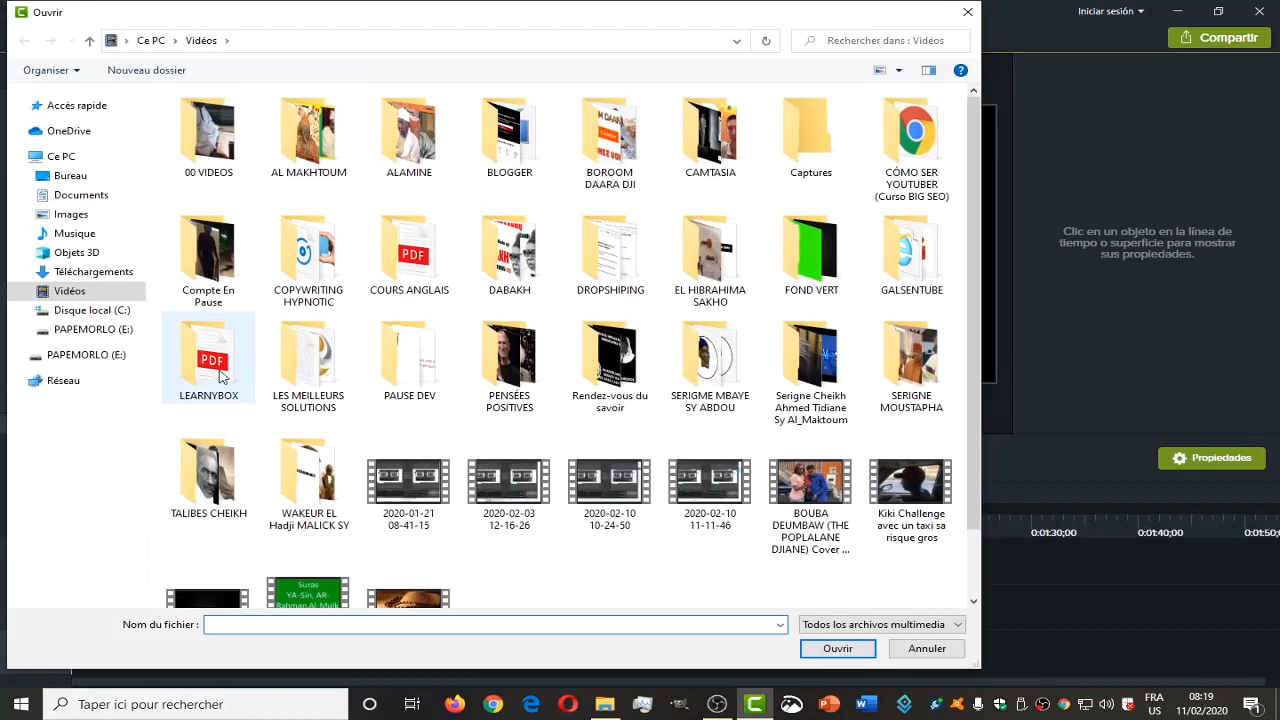 Ouvrir
Iniciar sesión
Ce PC > Vidéos >
Rechercher dans : Vidéos
Compartir
Organiser
Nouveau dossier
Accès rapide
OneDrive
Ce PC
Bureau
Documents
Images
Musique
Objets 3D
Téléchargements
Vidéos
Disque local (C:)
PAPEMORLO (E:)
PAPEMORLO (E:)
Réseau
00 VIDEOS
AL MAKHTOUM
ALAMINE
BLOGGER
BOROOM
DAARA DJI
CAMTASIA
Captures
CÓMO SER
YOUTUBER
(Curso BIG SEO)
Compte En
Pause
COPYWRITING
HYPNOTIC
PDF
COURS ANGLAIS
DABAKH
DROPSHIPING
EL HIBRAHIMA
SAKHO
FOND VERT
GALSENTUBE
PDF
LEARNYBOX
LES MEILLEURS
SOLUTIONS
PAUSE DEV
PENSÉES
POSITIVES
Rendez-vous du
savoir
SERIGME MBAYE
SY ABDOU
Serigne Cheikh
Ahmed Tidiane
Sy Al_Maktoum
SERIGNE
MOUSTAPHA
TALIBES CHEIKH
WAKEUR EL
Hadji MALICK SY
2020-01-21
08-41-15
2020-02-03
12-16-26
2020-02-10
10-24-50
2020-02-10
11-11-46
BOUBA
DEUMBAW (THE
POPLALANE
DJIANE) Cover ...
Kiki Challenge
avec un taxi sa
risque gros
Suras
YA-Sin, AR-
Rahman,Al_Mulk
Nom du fichier :
Todos los archivos multimedia
Ouvrir
Annuler
Clic en un objeto en la línea de
tiempo o superficie para mostrar
sus propiedades.
Propiedades
0:01:30;00
0:01:40;00
0:01:50;0
Taper ici pour rechercher
FRA
US
08:19
11/02/2020